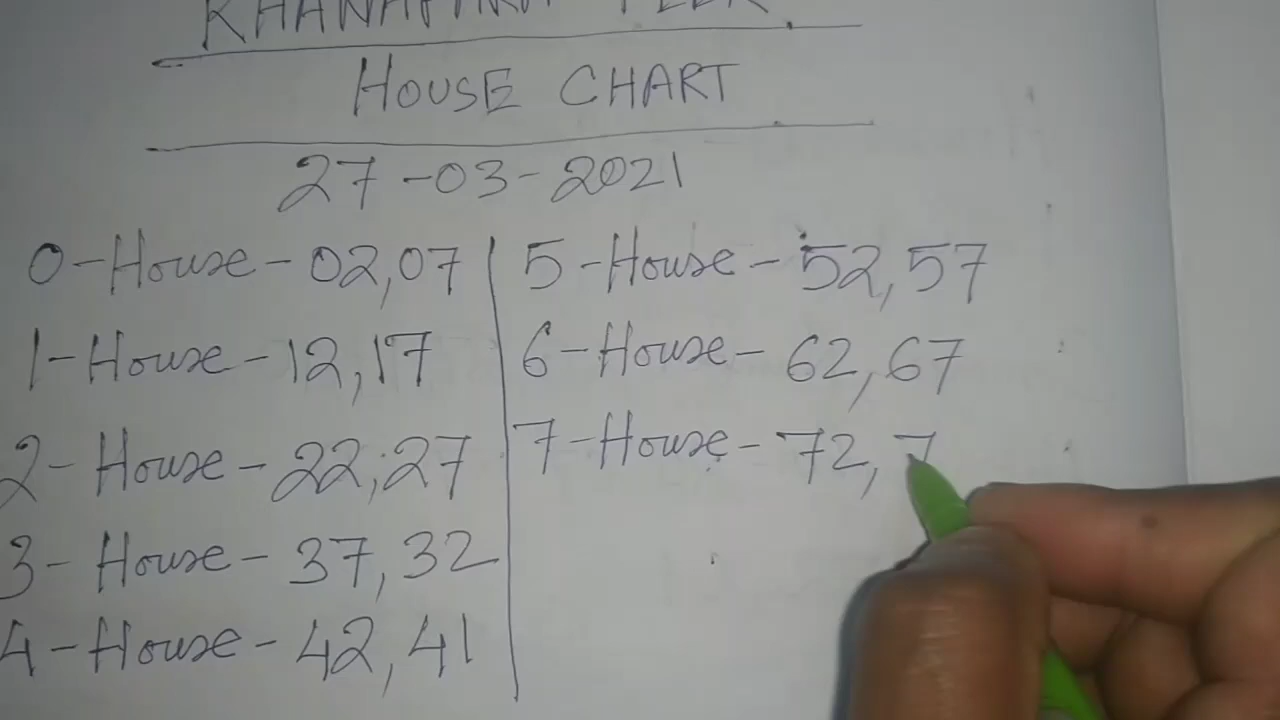 HOUSE CHART
27-03-2021
0-House-02,07
1-House-12,17
2-House-22,27
3-House-37,32
4-House-42,41
5-House-52,57
6-House-62,67
7-House-72,7